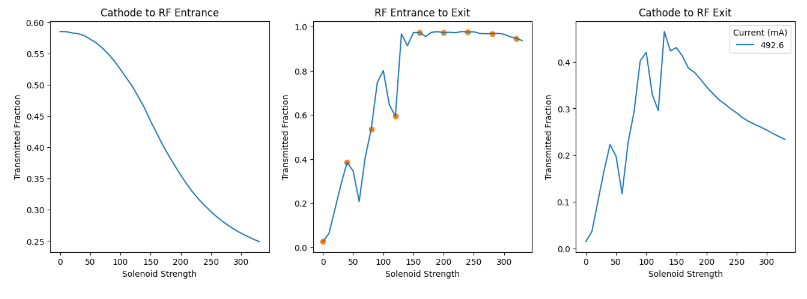 Cathode to RF Entrance
RF Entrance to Exit
Cathode to RF Exit
Transmitted Fraction
0.60
0.55
0.50
0.45
0.40
0.35
0.30
0.25
0 50 100 150 200 250 300
Solenoid Strength
Transmitted Fraction
1.0
0.8
0.6
0.4
0.2
0.0
0 50 100 150 200 250 300
Solenoid Strength
Transmitted Fraction
0.4
0.3
0.2
0.1
0.0
0 50 100 150 200 250 300
Solenoid Strength
Current (mA)
492.6